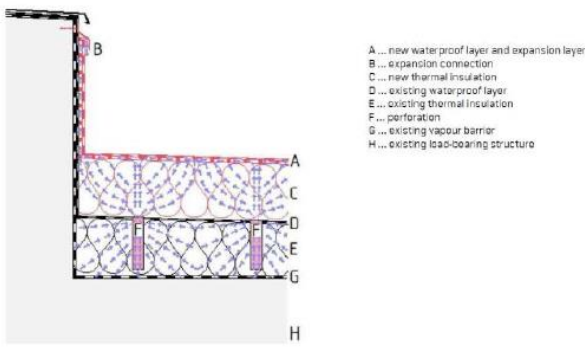 B
A
C
D
F F
E
G
H
A ... new waterproof layer and expansion layer
B ... expansion connection
C ... new thermal insulation
D ... existing waterproof layer
E ... existing thermal insulation
F ... perforation
G ... existing vapour barrier
H ... existing load-bearing structure